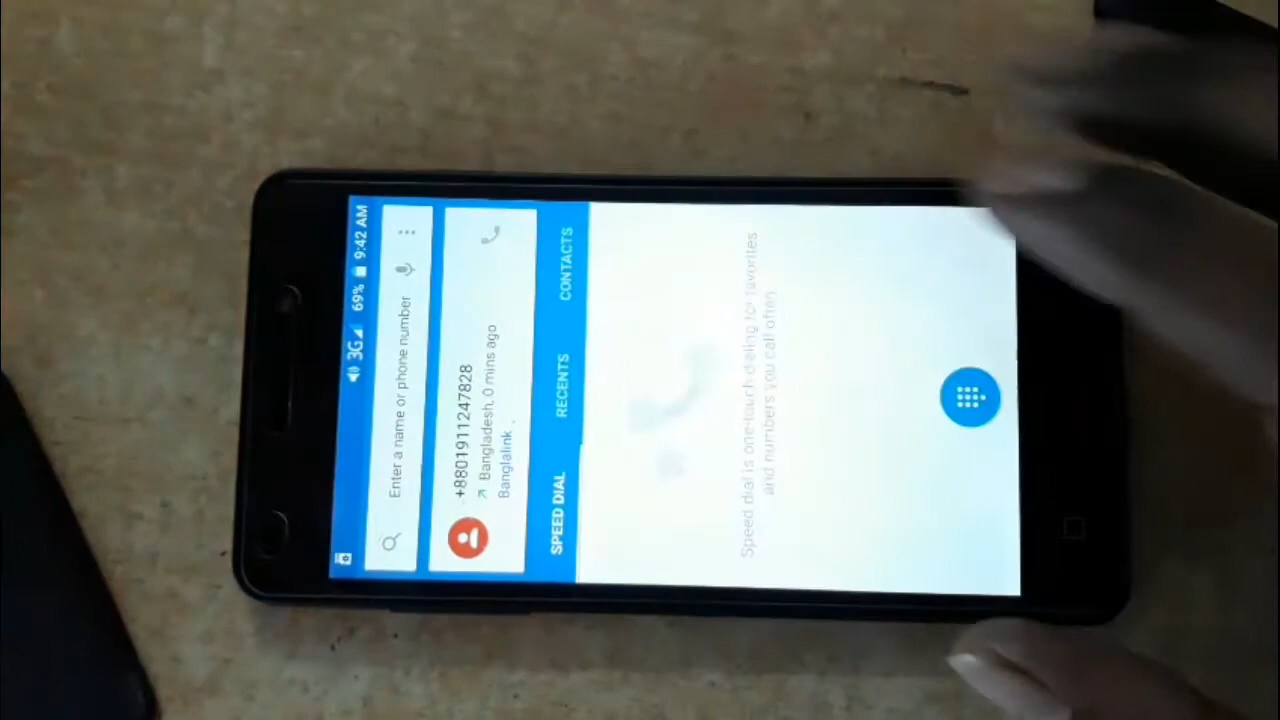 3G 69% 9:42 AM
Enter a name or phone number
+8801911247828
Bangladesh, 0 mins ago
Banglalink
SPEED DIAL RECENTS CONTACTS
Speed dial is one-touch dialing for favorites
and numbers you call often